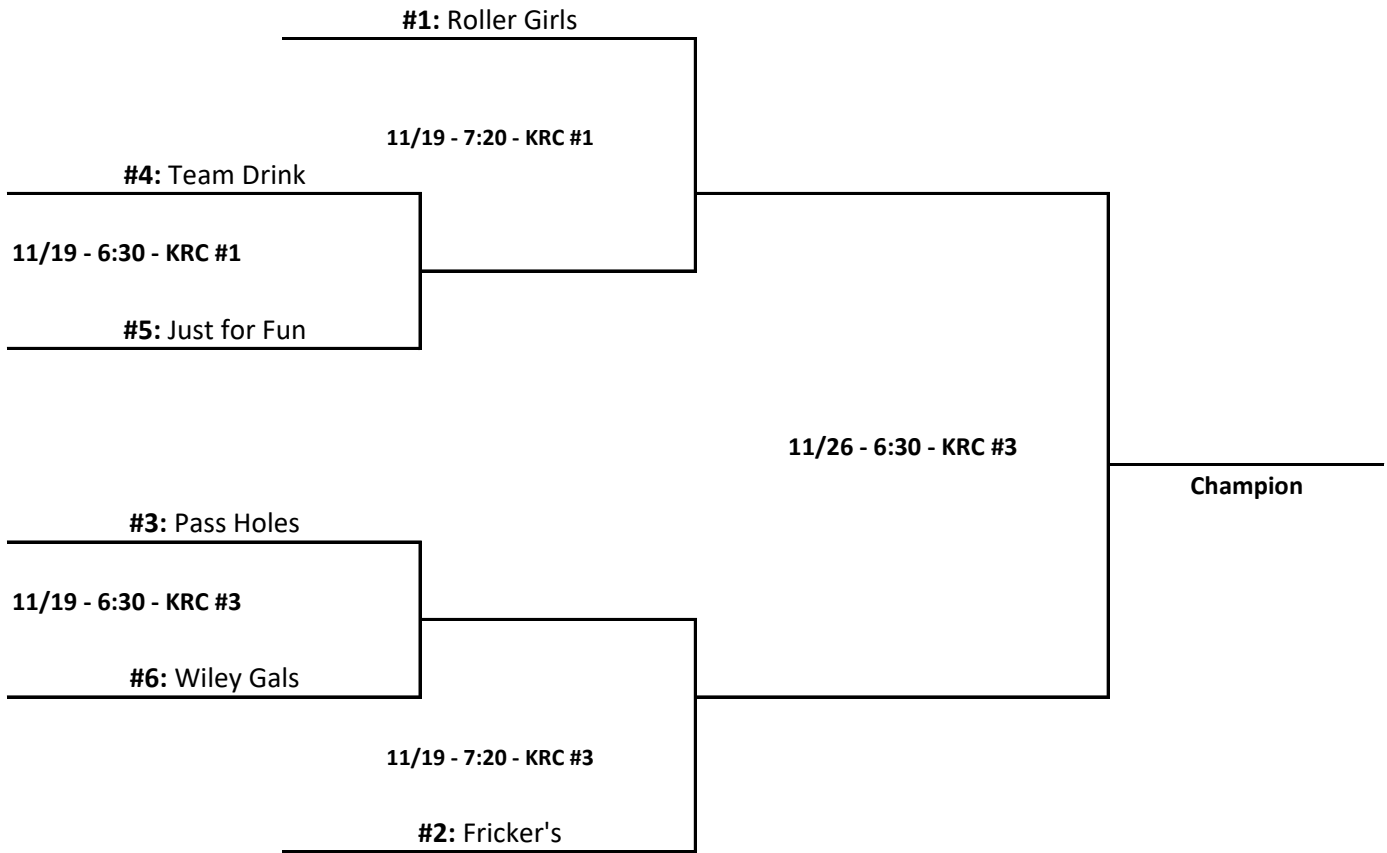 #1: Roller Girls
11/19 - 7:20 - KRC #1
#4: Team Drink
11/19 - 6:30 - KRC #1
#5: Just for Fun
11/26 - 6:30 - KRC #3
Champion
#3: Pass Holes
11/19 - 6:30 - KRC #3
#6: Wiley Gals
11/19 - 7:20 - KRC #3
#2: Fricker's